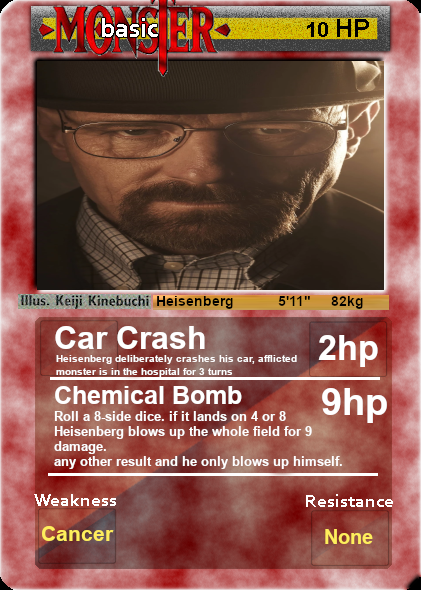 MONSTER
basic
10 HP
Illus. Keiji Kinebuchi Heisenberg 5'11" 82kg
Car Crash
2hp
Heisenberg deliberately crashes his car, afflicted
monster is in the hospital for 3 turns
Chemical Bomb
9hp
Roll a 8-side dice. if it lands on 4 or 8
Heisenberg blows up the whole field for 9
damage.
any other result and he only blows up himself.
Weakness
Resistance
Cancer
None